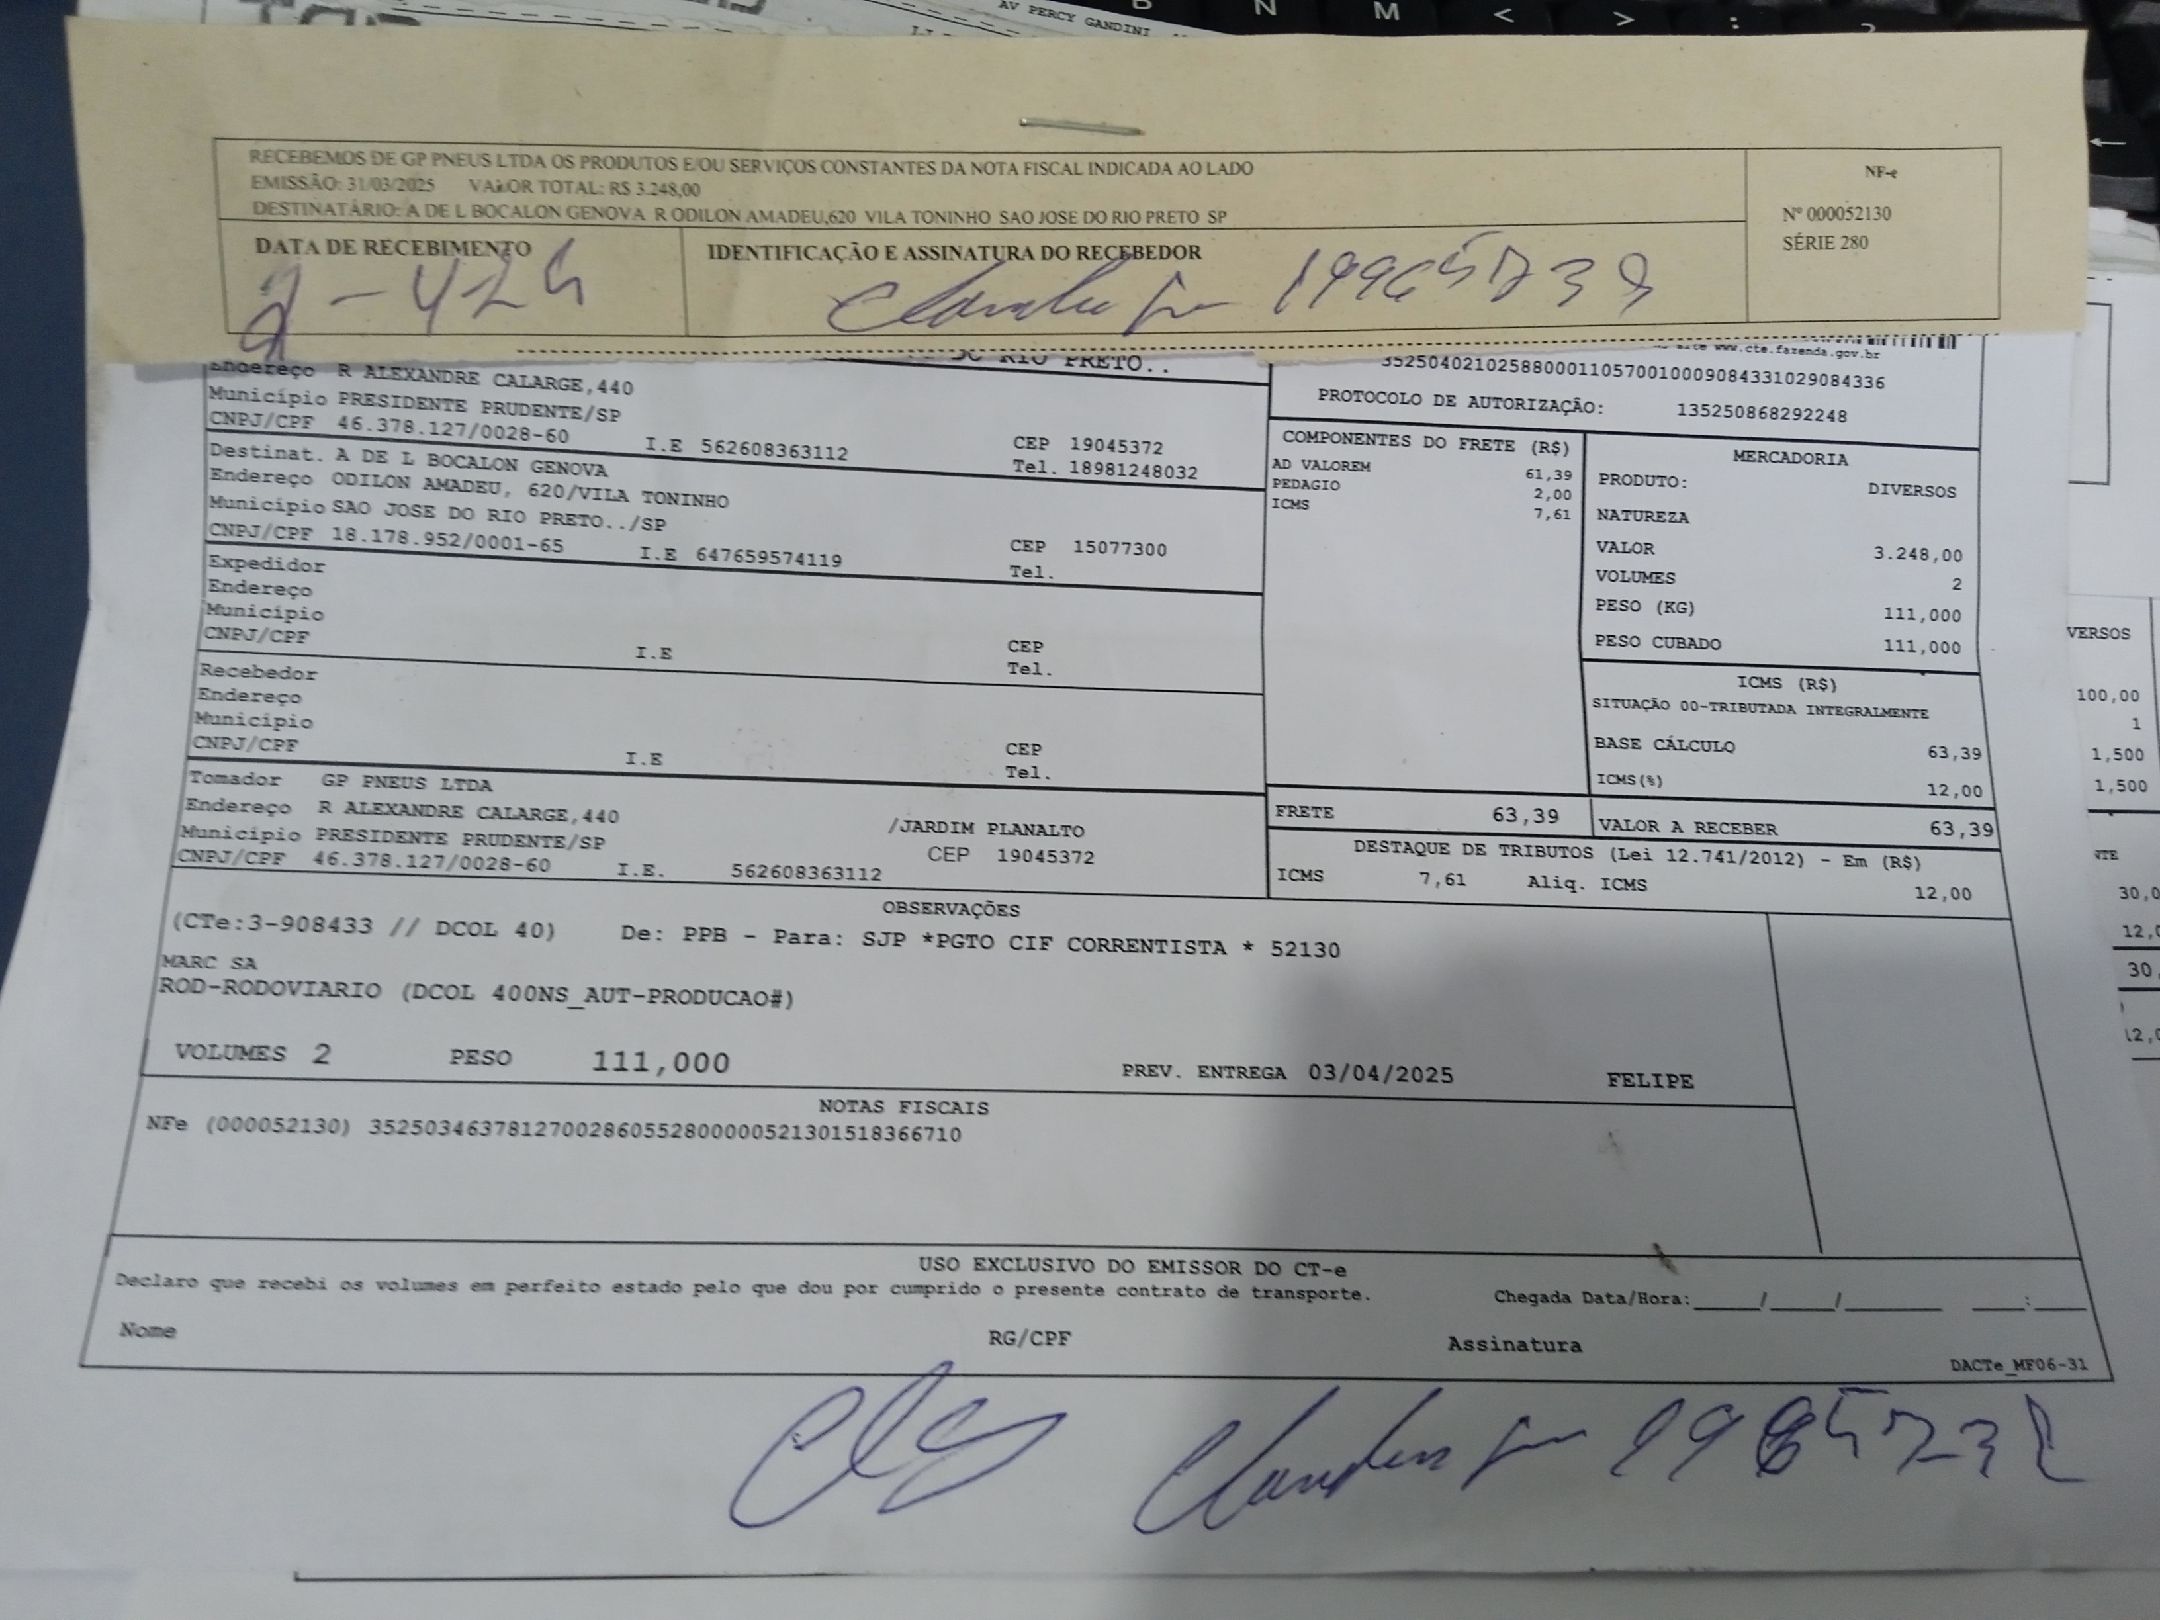 AV PERCY GANDINI
N M < > :
RECEBEMOS DE GP PNEUS LTDA OS PRODUTOS E/OU SERVIÇOS CONSTANTES DA NOTA FISCAL INDICADA AO LADO
EMISSÃO: 31/03/2025 VALOR TOTAL: R$ 3.248,00
DESTINATÁRIO: A DE L BOCALON GENOVA R ODILON AMADEU,620 VILA TONINHO SAO JOSE DO RIO PRETO SP
NF-e
Nº 000052130
SÉRIE 280
DATA DE RECEBIMENTO
IDENTIFICAÇÃO E ASSINATURA DO RECEBEDOR
RIO PRETO..
site www.cte.fazenda.gov.br
35250402102588000110570010009084331029084336
PROTOCOLO DE AUTORIZAÇÃO: 135250868292248
Endereço R ALEXANDRE CALARGE,440
Município PRESIDENTE PRUDENTE/SP
CNPJ/CPF 46.378.127/0028-60 I.E 562608363112 CEP 19045372
Tel. 18981248032
Destinat. A DE L BOCALON GENOVA
Endereço ODILON AMADEU, 620/VILA TONINHO
Município SAO JOSE DO RIO PRETO../SP
CNPJ/CPF 18.178.952/0001-65 I.E 647659574119 CEP 15077300
Tel.
Expedidor
Endereço
Município
CNPJ/CPF I.E CEP
Tel.
Recebedor
Endereço
Município
CNPJ/CPF I.E CEP
Tel.
Tomador GP PNEUS LTDA
Endereço R ALEXANDRE CALARGE,440 /JARDIM PLANALTO
Município PRESIDENTE PRUDENTE/SP CEP 19045372
CNPJ/CPF 46.378.127/0028-60 I.E. 562608363112
COMPONENTES DO FRETE (R$)
AD VALOREM 61,39
PEDAGIO 2,00
ICMS 7,61
MERCADORIA
PRODUTO: DIVERSOS
NATUREZA
VALOR 3.248,00
VOLUMES 2
PESO (KG) 111,000
PESO CUBADO 111,000
ICMS (R$)
SITUAÇÃO 00-TRIBUTADA INTEGRALMENTE
BASE CÁLCULO 63,39
ICMS(%) 12,00
FRETE 63,39 VALOR A RECEBER 63,39
DESTAQUE DE TRIBUTOS (Lei 12.741/2012) - Em (R$)
ICMS 7,61 Aliq. ICMS 12,00
OBSERVAÇÕES
(CTe:3-908433 // DCOL 40) De: PPB - Para: SJP *PGTO CIF CORRENTISTA * 52130
MARC SA
ROD-RODOVIARIO (DCOL 400NS_AUT-PRODUCAO#)
VOLUMES 2 PESO 111,000 PREV. ENTREGA 03/04/2025 FELIPE
NOTAS FISCAIS
NFe (000052130) 35250346378127002860552800000521301518366710
USO EXCLUSIVO DO EMISSOR DO CT-e
Declaro que recebi os volumes em perfeito estado pelo que dou por cumprido o presente contrato de transporte. Chegada Data/Hora:_____/_____/________ ____:____
Nome RG/CPF Assinatura
DACTe_MF06-31
VERSOS
100,00
1
1,500
1,500